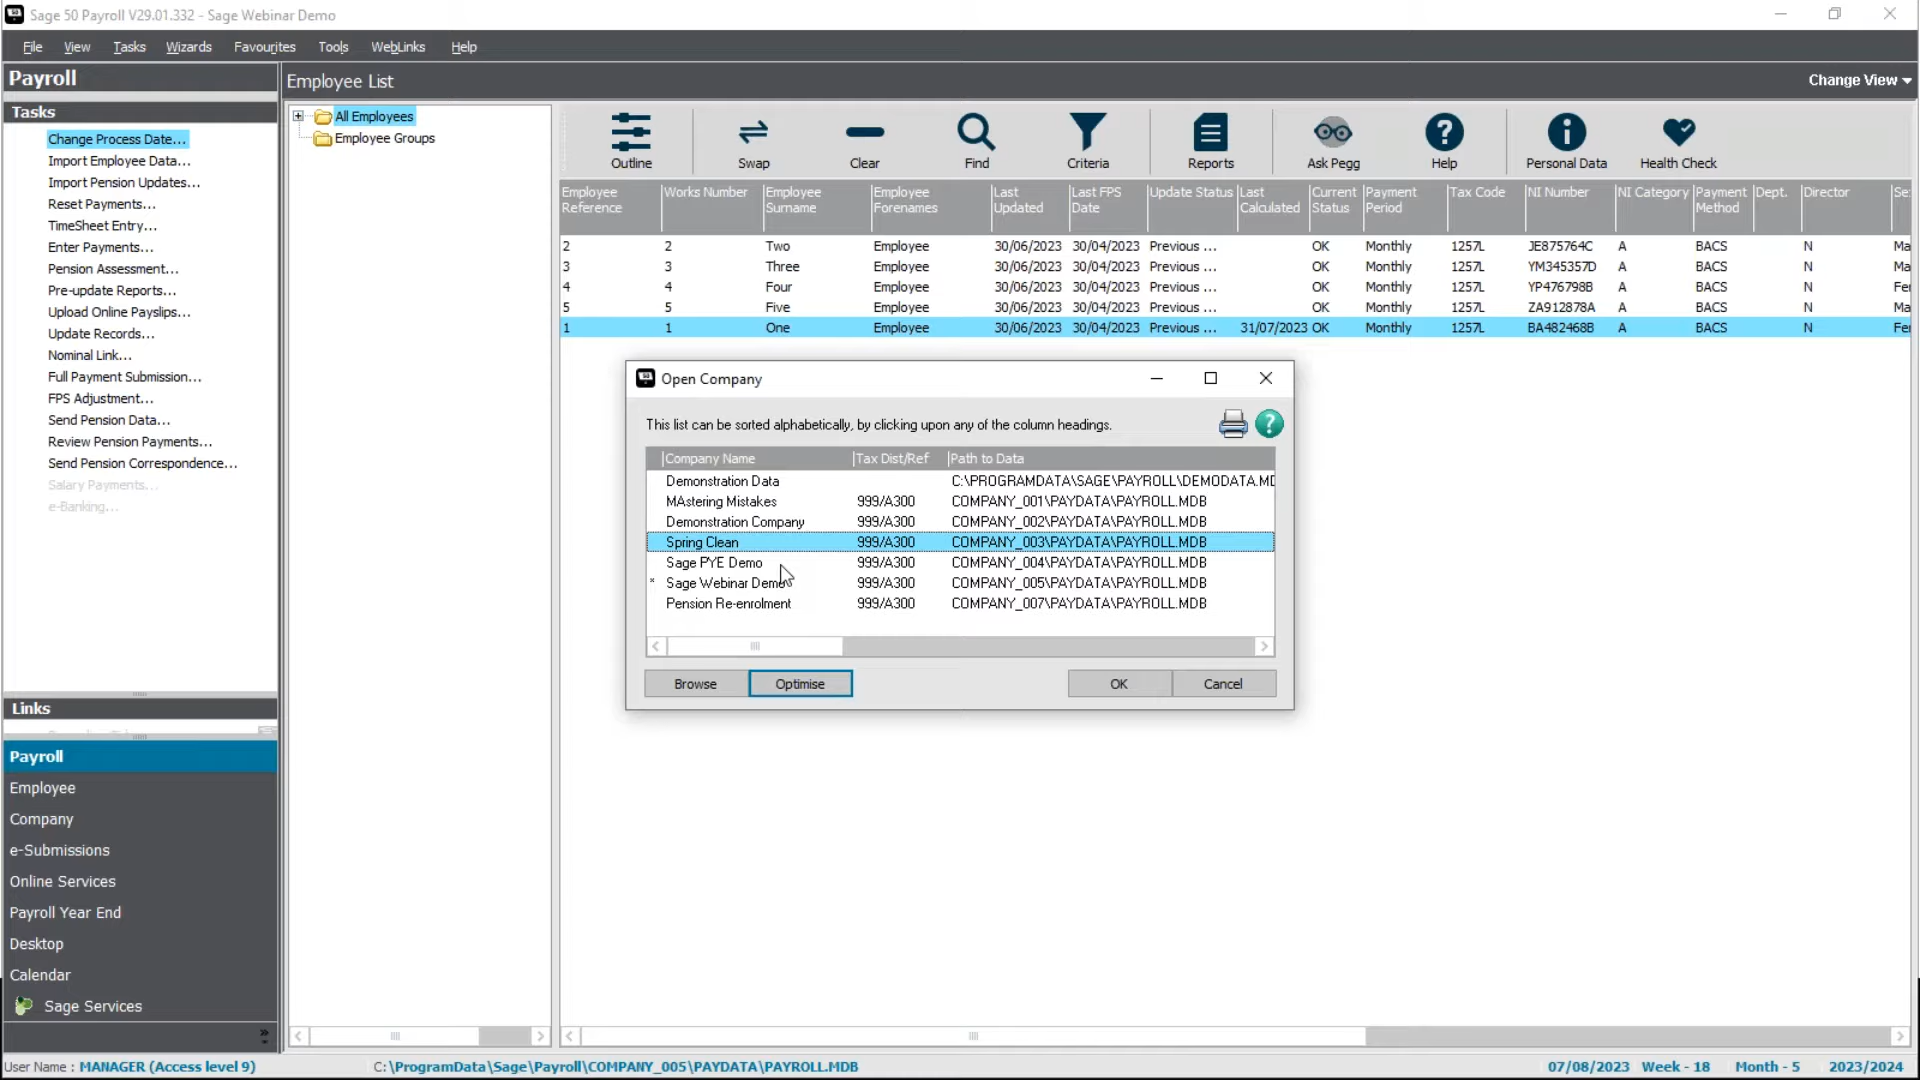 Sage 50 Payroll V29.01.332 - Sage Webinar Demo
File View Tasks Wizards Favourites Tools WebLinks Help
Payroll
Employee List
Change View
Tasks
Change Process Date...
Import Employee Data...
Import Pension Updates...
Reset Payments...
TimeSheet Entry...
Enter Payments...
Pension Assessment...
Pre-update Reports...
Upload Online Payslips...
Update Records...
Nominal Link...
Full Payment Submission...
FPS Adjustment...
Send Pension Data...
Review Pension Payments...
Send Pension Correspondence...
Salary Payments...
e-Banking...
Links
Payroll
Employee
Company
e-Submissions
Online Services
Payroll Year End
Desktop
Calendar
Sage Services
All Employees
Employee Groups
Outline Swap Clear Find Criteria Reports Ask Pegg Help Personal Data Health Check
Employee Reference Works Number Employee Surname Employee Forenames Last Updated Last FPS Date Update Status Last Calculated Current Status Payment Period Tax Code NI Number NI Category Payment Method Dept. Director Se
2 2 Two Employee 30/06/2023 30/04/2023 Previous ... OK Monthly 1257L JE875764C A BACS N Ma
3 3 Three Employee 30/06/2023 30/04/2023 Previous ... OK Monthly 1257L YM345357D A BACS N Ma
4 4 Four Employee 30/06/2023 30/04/2023 Previous ... OK Monthly 1257L YP476798B A BACS N Fe
5 5 Five Employee 30/06/2023 30/04/2023 Previous ... OK Monthly 1257L ZA912878A A BACS N Ma
1 1 One Employee 30/06/2023 30/04/2023 Previous ... 31/07/2023 OK Monthly 1257L BA482468B A BACS N Fe
Open Company
This list can be sorted alphabetically, by clicking upon any of the column headings.
Company Name Tax Dist/Ref Path to Data
Demonstration Data C:\PROGRAMDATA\SAGE\PAYROLL\DEMODATA.MD
MAstering Mistakes 999/A300 COMPANY_001\PAYDATA\PAYROLL.MDB
Demonstration Company 999/A300 COMPANY_002\PAYDATA\PAYROLL.MDB
Spring Clean 999/A300 COMPANY_003\PAYDATA\PAYROLL.MDB
Sage PYE Demo 999/A300 COMPANY_004\PAYDATA\PAYROLL.MDB
* Sage Webinar Demo 999/A300 COMPANY_005\PAYDATA\PAYROLL.MDB
Pension Re-enrolment 999/A300 COMPANY_007\PAYDATA\PAYROLL.MDB
Browse Optimise OK Cancel
User Name : MANAGER (Access level 9) C:\ProgramData\Sage\Payroll\COMPANY_005\PAYDATA\PAYROLL.MDB 07/08/2023 Week - 18 Month - 5 2023/2024